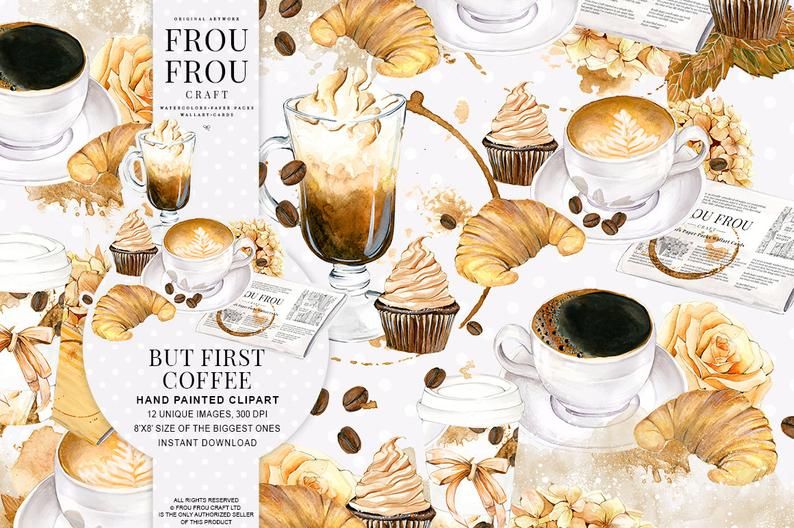 ORIGINAL ARTWORK
FROU
FROU
CRAFT
WATERCOLORS•PAPER PACKS
WALLART•CARDS
FROU FROU
OU FROU
CRAFT
BUT FIRST
COFFEE
HAND PAINTED CLIPART
12 UNIQUE IMAGES, 300 DPI
8'X8' SIZE OF THE BIGGEST ONES
INSTANT DOWNLOAD
ALL RIGHTS RESERVED
© FROU FROU CRAFT LTD
IS THE ONLY AUTHORIZED SELLER
OF THIS PRODUCT